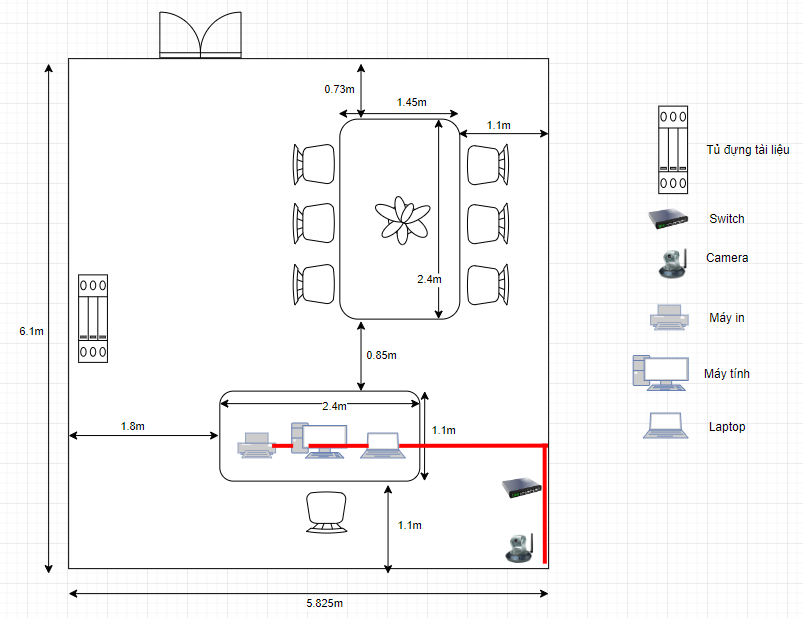 0.73m
1.45m
1.1m
Tủ đựng tài liệu
Switch
Camera
2.4m
Máy in
6.1m
0.85m
Máy tính
2.4m
1.8m
1.1m
Laptop
1.1m
5.825m